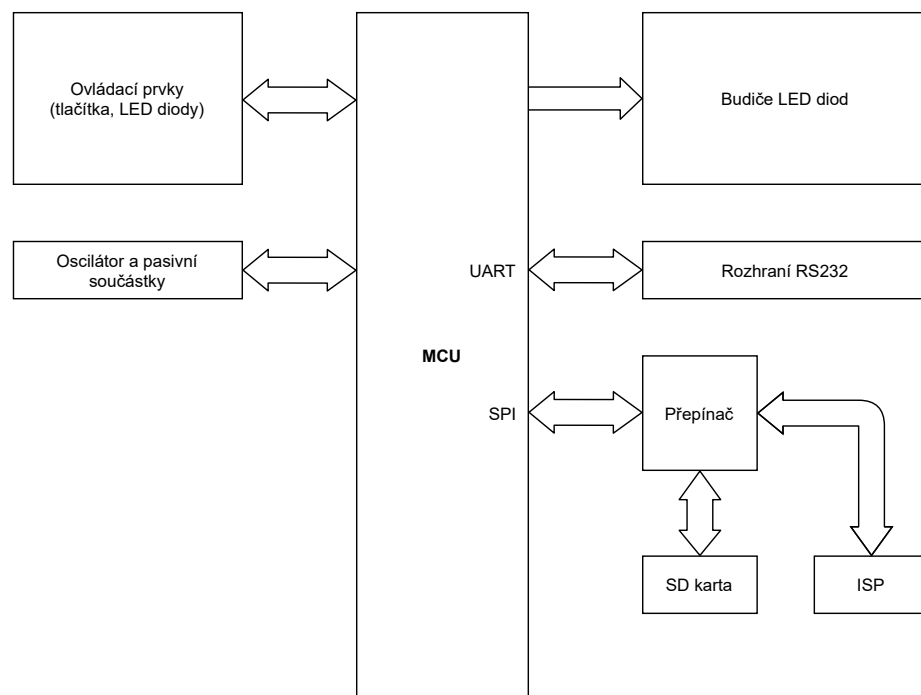 Ovládací prvky
(tlačítka, LED diody)
Budiče LED diod
Oscilátor a pasivní
součástky
UART
Rozhraní RS232
MCU
SPI
Přepínač
SD karta
ISP